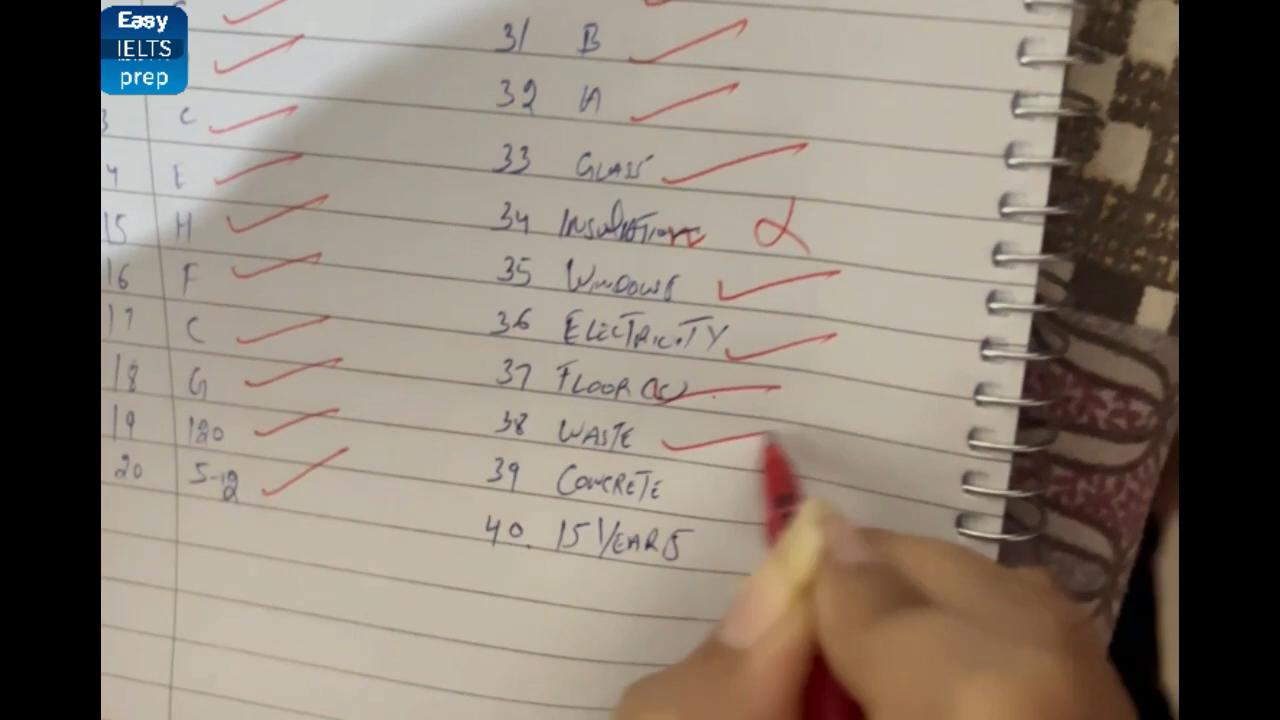 Easy
IELTS
prep
C
E
15 H
16 F
17 C
18 G
19 120
20 5-12
31 B
32 A
33 GLASS
34 INSULATION
35 WINDOWS
36 ELECTRICITY
37 FLOOR(S)
38 WASTE
39 CONCRETE
40. 15 YEARS